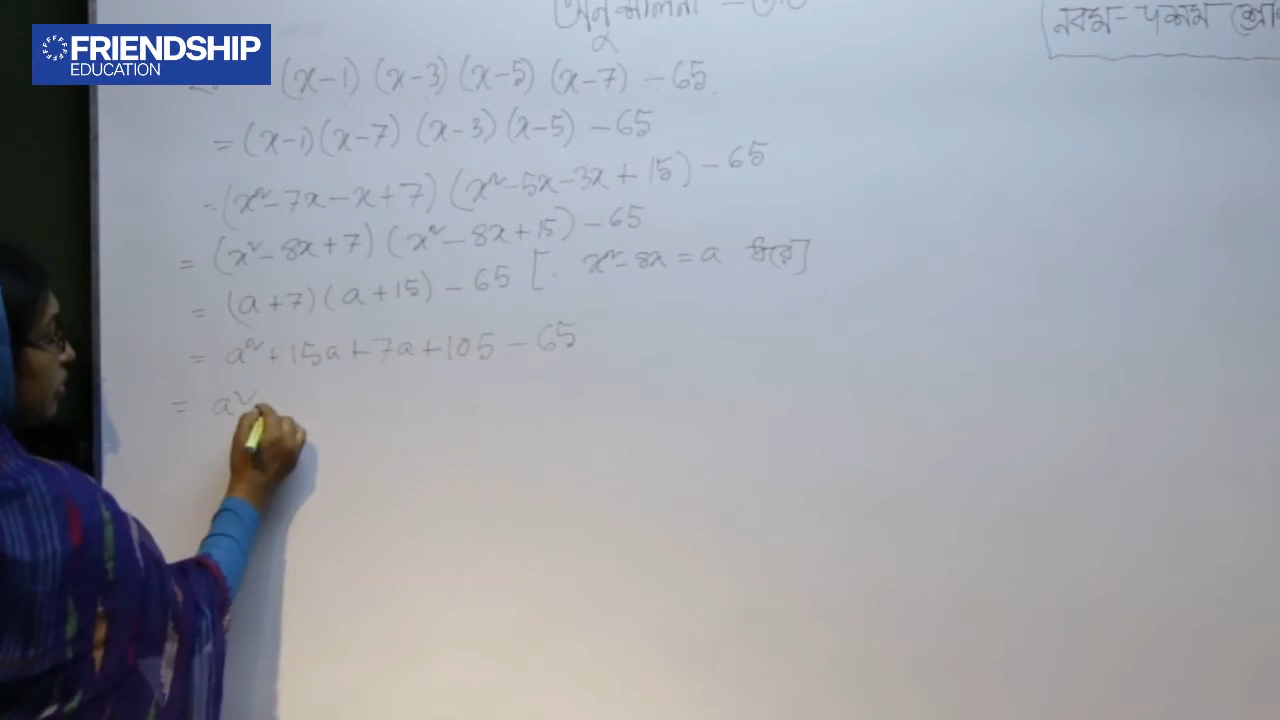 FRIENDSHIP
EDUCATION
নবম-দশম
(x-1) (x-3) (x-5) (x-7) - 65
= (x-1)(x-7) (x-3)(x-5) - 65
= (x²-7x-x+7) (x²-5x-3x+15) - 65
= (x²-8x+7) (x²-8x+15) - 65
= (a+7)(a+15) - 65 [ x²-8x = a ধরে]
= a²+15a+7a+105-65
= a²